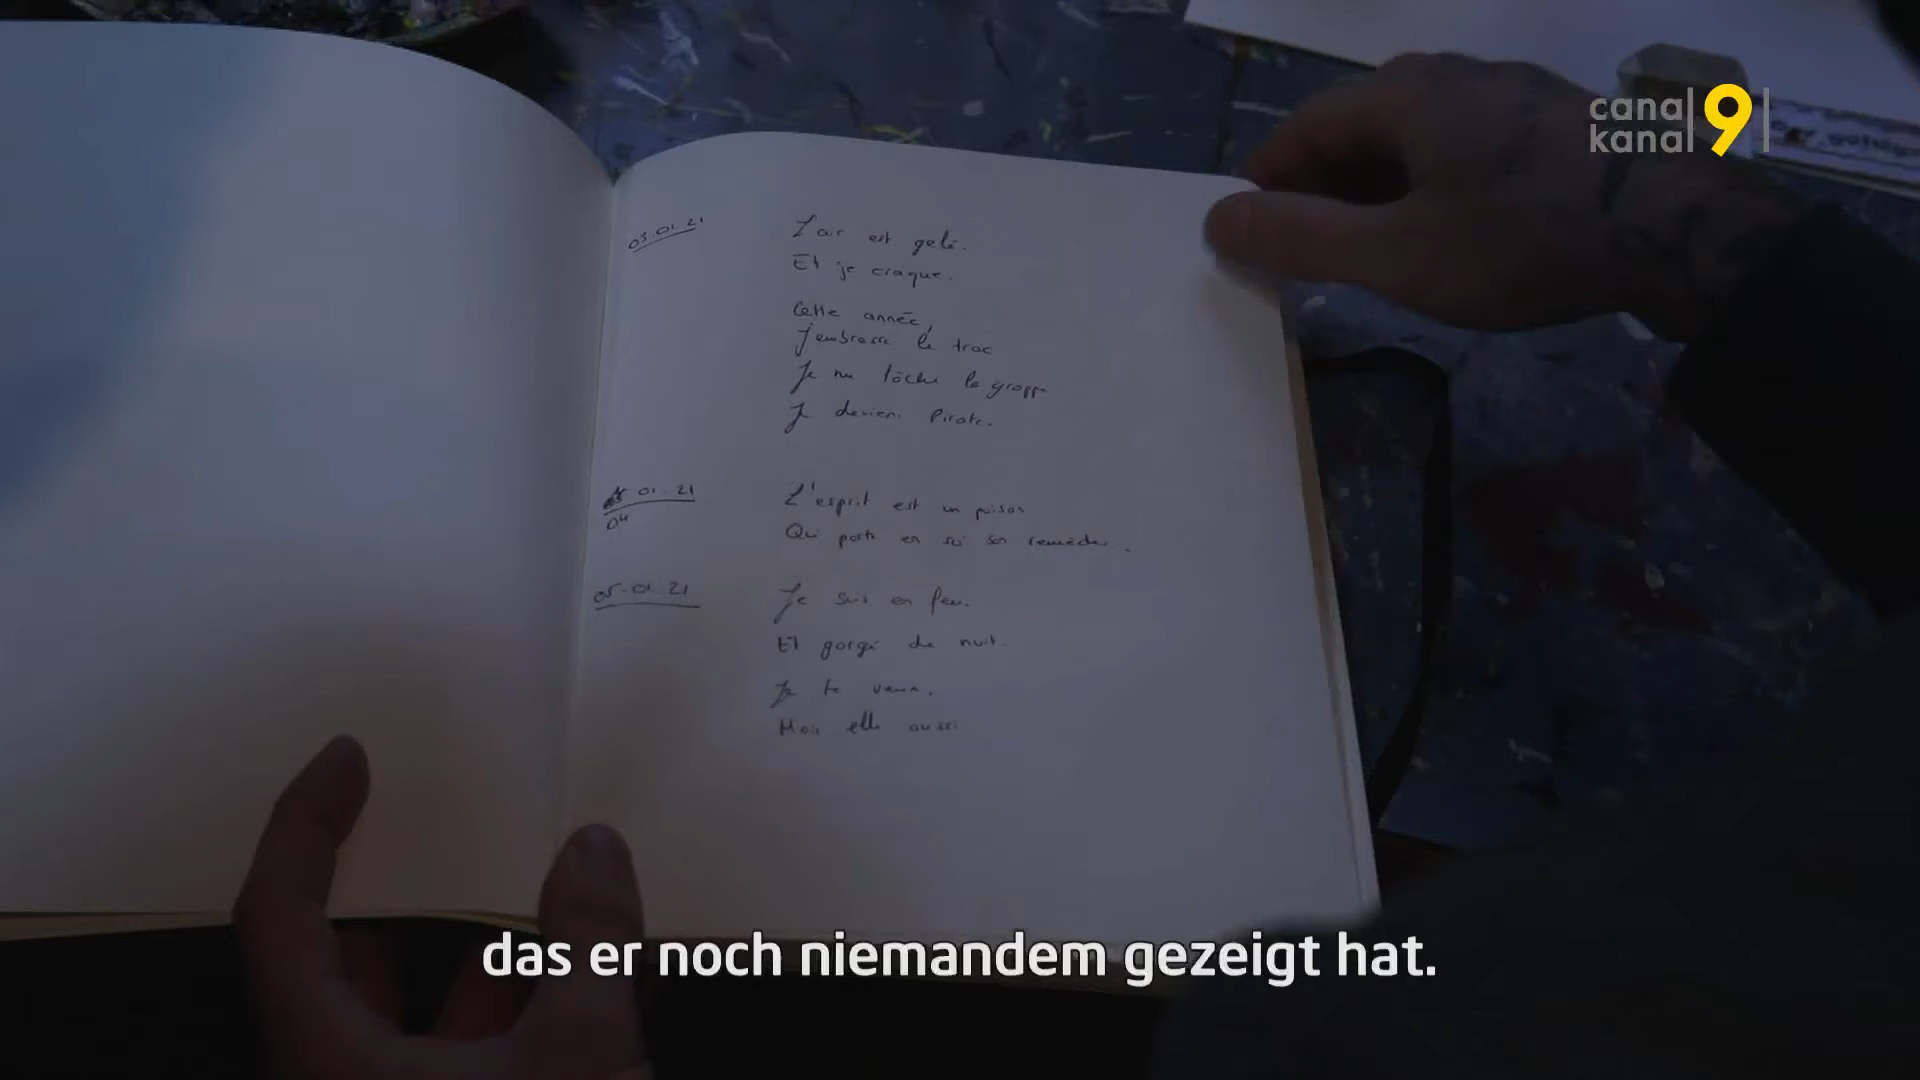 canal 9
kanal
03.01.21
L'air est gelé.
Et je craque.
Cette année,
J'embrasse le trac
Je me lâche la grappe
Je deviens Pirate.
01.21
04
L'esprit est un poison
Qui porte en soi son remède.
05.01.21
Je suis en feu.
Et gorgé de nuit.
Je te veux.
Mais elle aussi
das er noch niemandem gezeigt hat.